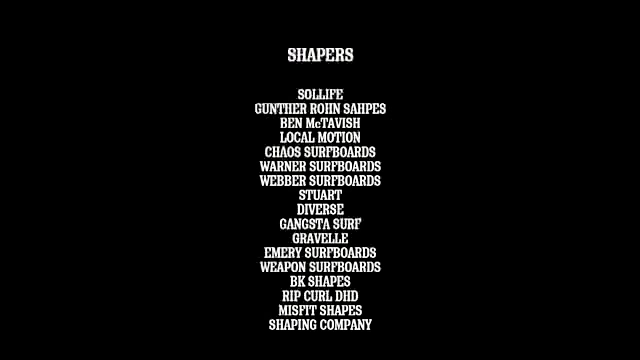 SHAPERS
SOLLIFE
GUNTHER ROHN SAHPES
BEN McTAVISH
LOCAL MOTION
CHAOS SURFBOARDS
WARNER SURFBOARDS
WEBBER SURFBOARDS
STUART
DIVERSE
GANGSTA SURF
GRAVELLE
EMERY SURFBOARDS
WEAPON SURFBOARDS
BK SHAPES
RIP CURL DHD
MISFIT SHAPES
SHAPING COMPANY